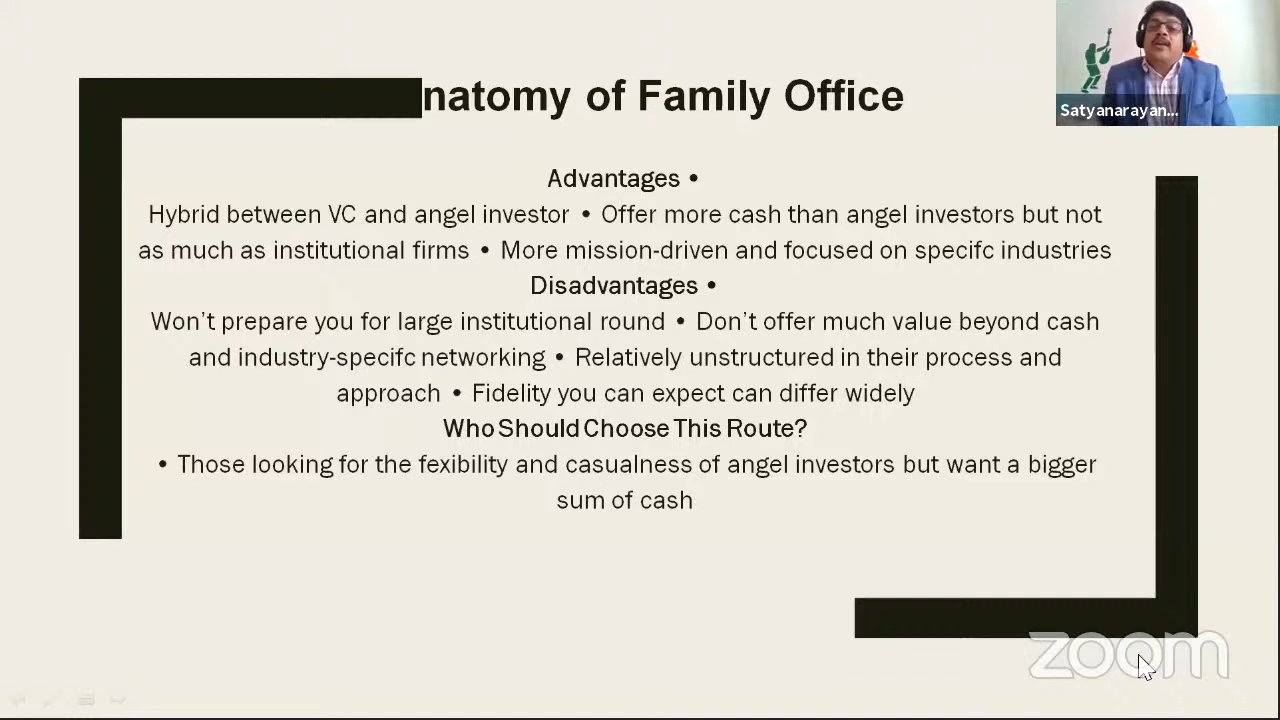 natomy of Family Office
Satyanarayan...
Advantages •
Hybrid between VC and angel investor • Offer more cash than angel investors but not
as much as institutional firms • More mission-driven and focused on specifc industries
Disadvantages •
Won't prepare you for large institutional round • Don't offer much value beyond cash
and industry-specifc networking • Relatively unstructured in their process and
approach • Fidelity you can expect can differ widely
Who Should Choose This Route?
• Those looking for the fexibility and casualness of angel investors but want a bigger
sum of cash
zoom